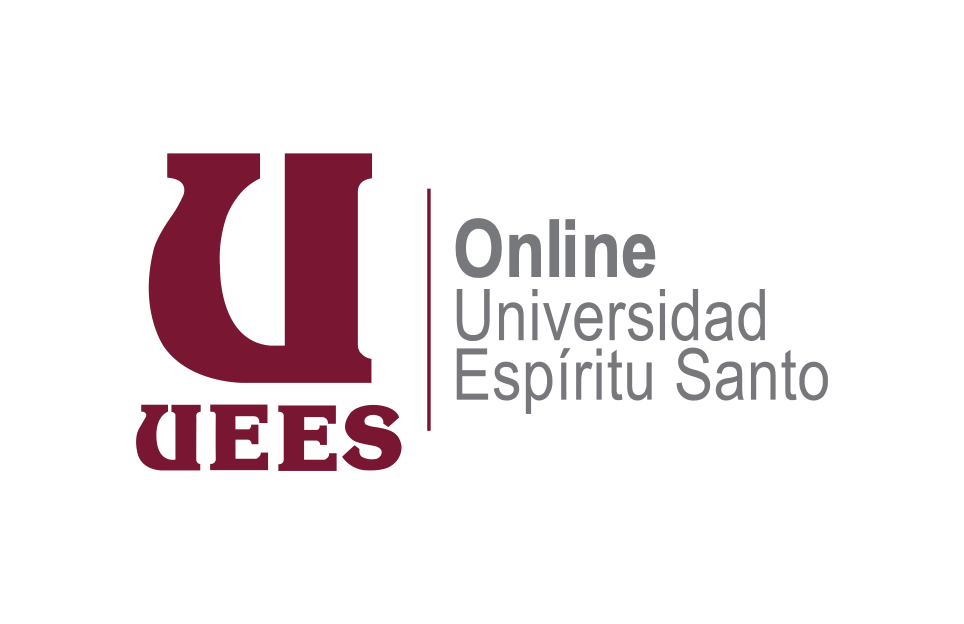 U
UEES
Online
Universidad
Espíritu Santo